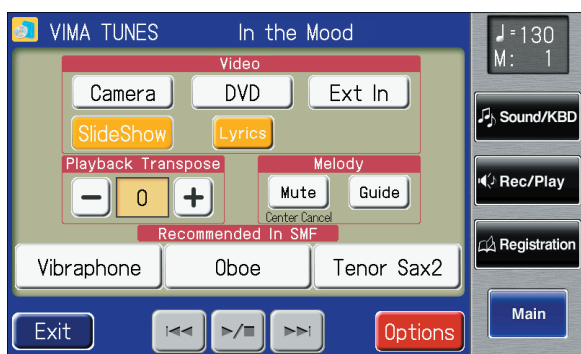 VIMA TUNES In the Mood
♩=130
M: 1
Video
Camera DVD Ext In
SlideShow Lyrics
Playback Transpose Melody
− 0 + Mute Guide
Center Cancel
Recommended In SMF
Vibraphone Oboe Tenor Sax2
Exit Options
Sound/KBD
Rec/Play
Registration
Main